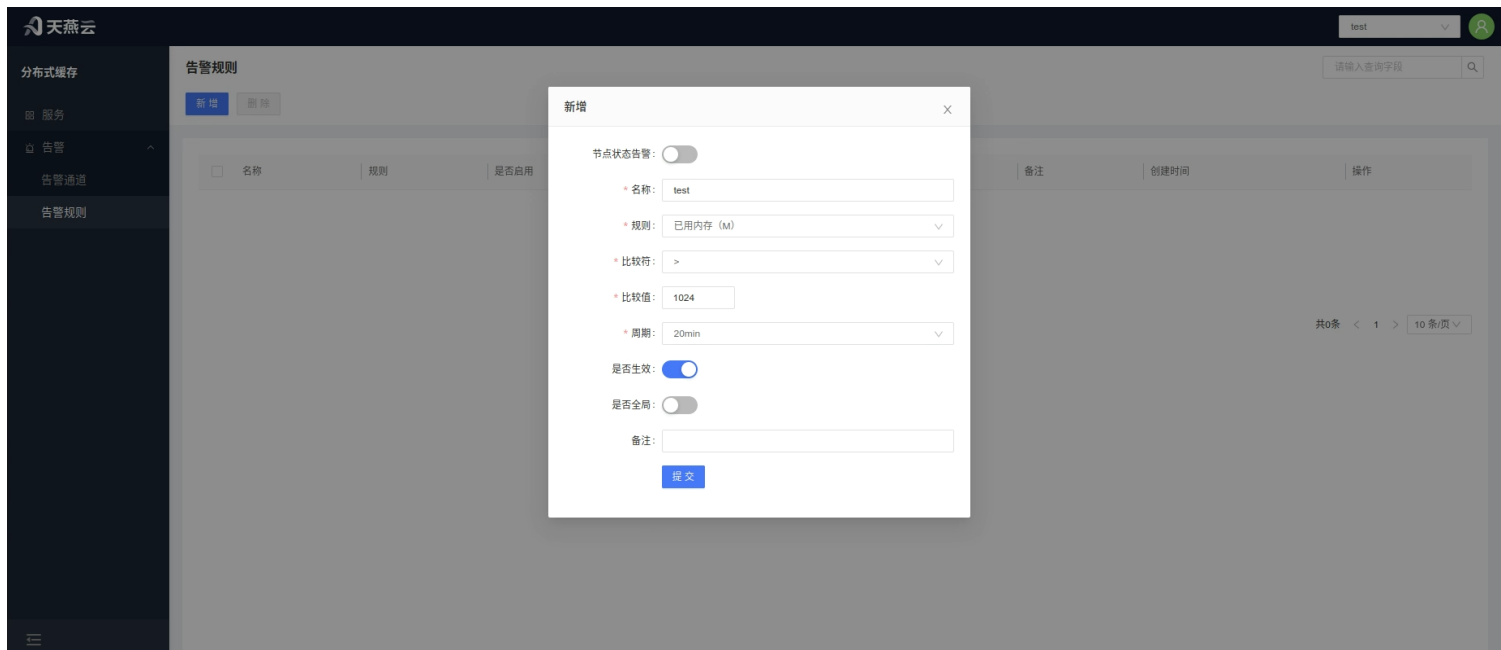 天燕云
test
分布式缓存
服务
告警
告警通道
告警规则
告警规则
请输入查询字段
新 增
删 除
名称
规则
是否启用
备注
创建时间
操作
共0条
1
10 条/页
新增
节点状态告警:
* 名称: test
* 规则: 已用内存（M）
* 比较符: >
* 比较值: 1024
* 周期: 20min
是否生效:
是否全局:
备注:
提 交